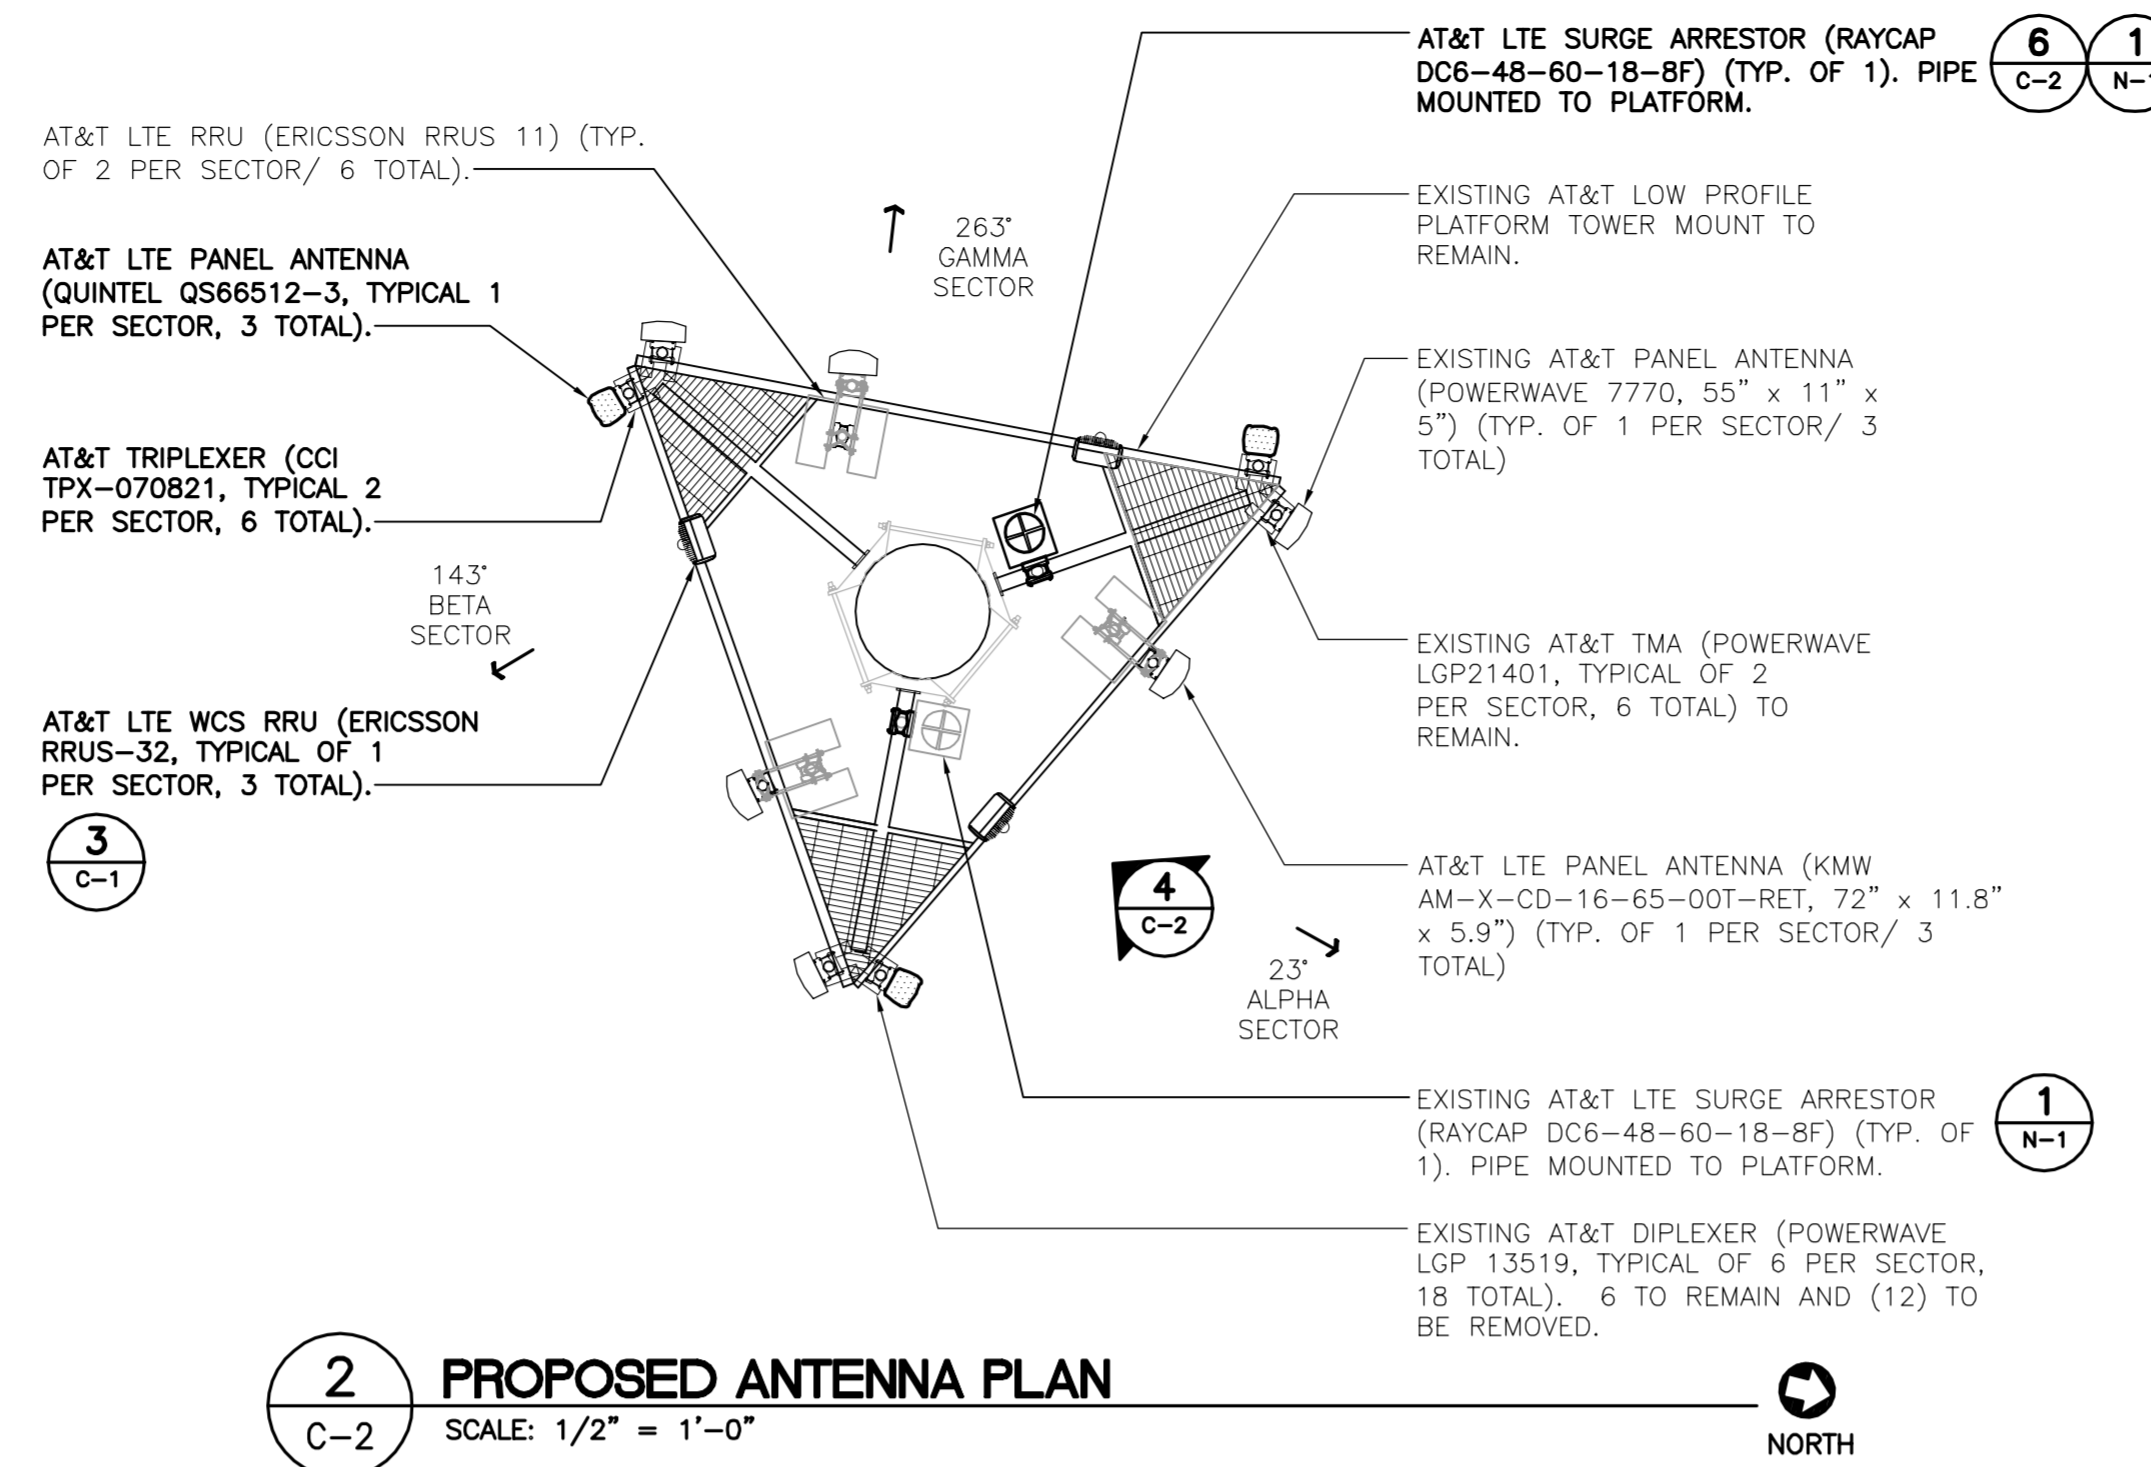 AT&T LTE SURGE ARRESTOR (RAYCAP
DC6-48-60-18-8F) (TYP. OF 1). PIPE
MOUNTED TO PLATFORM.
6
C-2
1
AT&T LTE RRU (ERICSSON RRUS 11) (TYP.
OF 2 PER SECTOR/ 6 TOTAL).
EXISTING AT&T LOW PROFILE
PLATFORM TOWER MOUNT TO
REMAIN.
263°
GAMMA
SECTOR
AT&T LTE PANEL ANTENNA
(QUINTEL QS66512-3, TYPICAL 1
PER SECTOR, 3 TOTAL).
EXISTING AT&T PANEL ANTENNA
(POWERWAVE 7770, 55" x 11" x
5") (TYP. OF 1 PER SECTOR/ 3
TOTAL)
AT&T TRIPLEXER (CCI
TPX-070821, TYPICAL 2
PER SECTOR, 6 TOTAL).
143°
BETA
SECTOR
EXISTING AT&T TMA (POWERWAVE
LGP21401, TYPICAL OF 2
PER SECTOR, 6 TOTAL) TO
REMAIN.
AT&T LTE WCS RRU (ERICSSON
RRUS-32, TYPICAL OF 1
PER SECTOR, 3 TOTAL).
3
C-1
4
C-2
AT&T LTE PANEL ANTENNA (KMW
AM-X-CD-16-65-00T-RET, 72" x 11.8"
x 5.9") (TYP. OF 1 PER SECTOR/ 3
TOTAL)
23°
ALPHA
SECTOR
EXISTING AT&T LTE SURGE ARRESTOR
(RAYCAP DC6-48-60-18-8F) (TYP. OF
1). PIPE MOUNTED TO PLATFORM.
1
N-1
EXISTING AT&T DIPLEXER (POWERWAVE
LGP 13519, TYPICAL OF 6 PER SECTOR,
18 TOTAL). 6 TO REMAIN AND (12) TO
BE REMOVED.
2
C-2
PROPOSED ANTENNA PLAN
SCALE: 1/2" = 1'-0"
NORTH